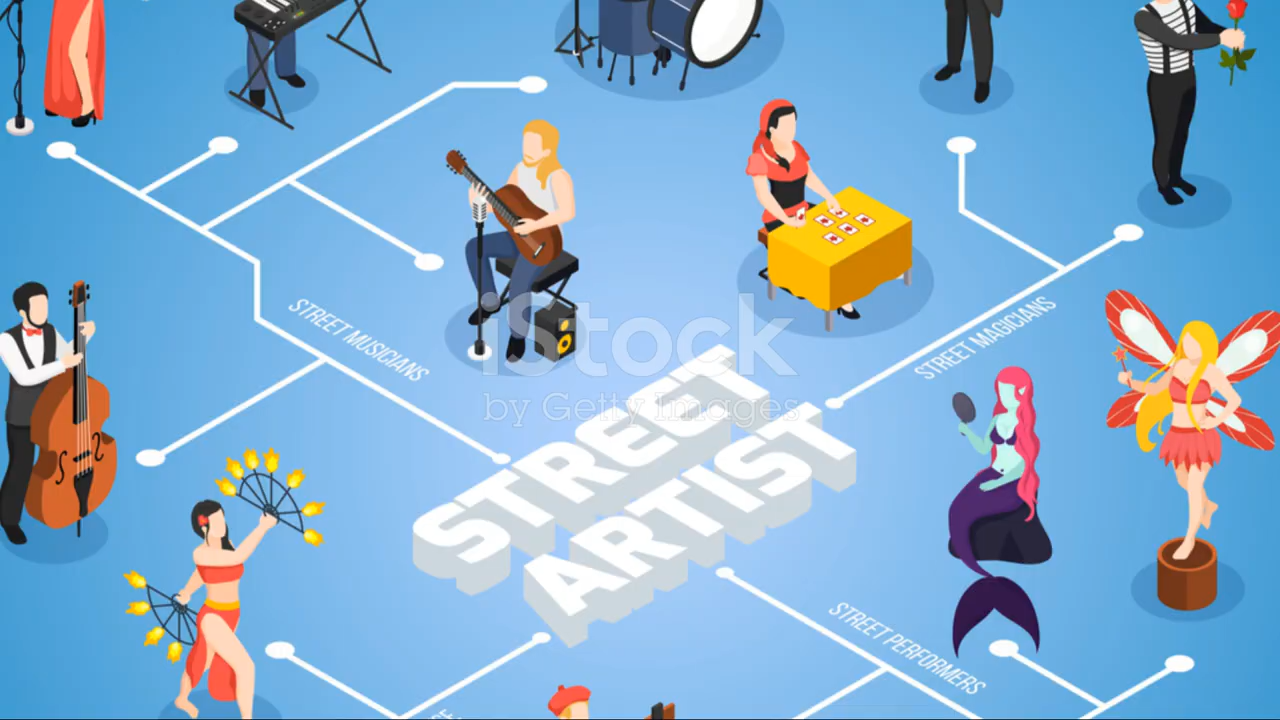 STREET MUSICIANS
STREET MAGICIANS
iStock
by Getty Images
STREET
ARTIST
STREET PERFORMERS